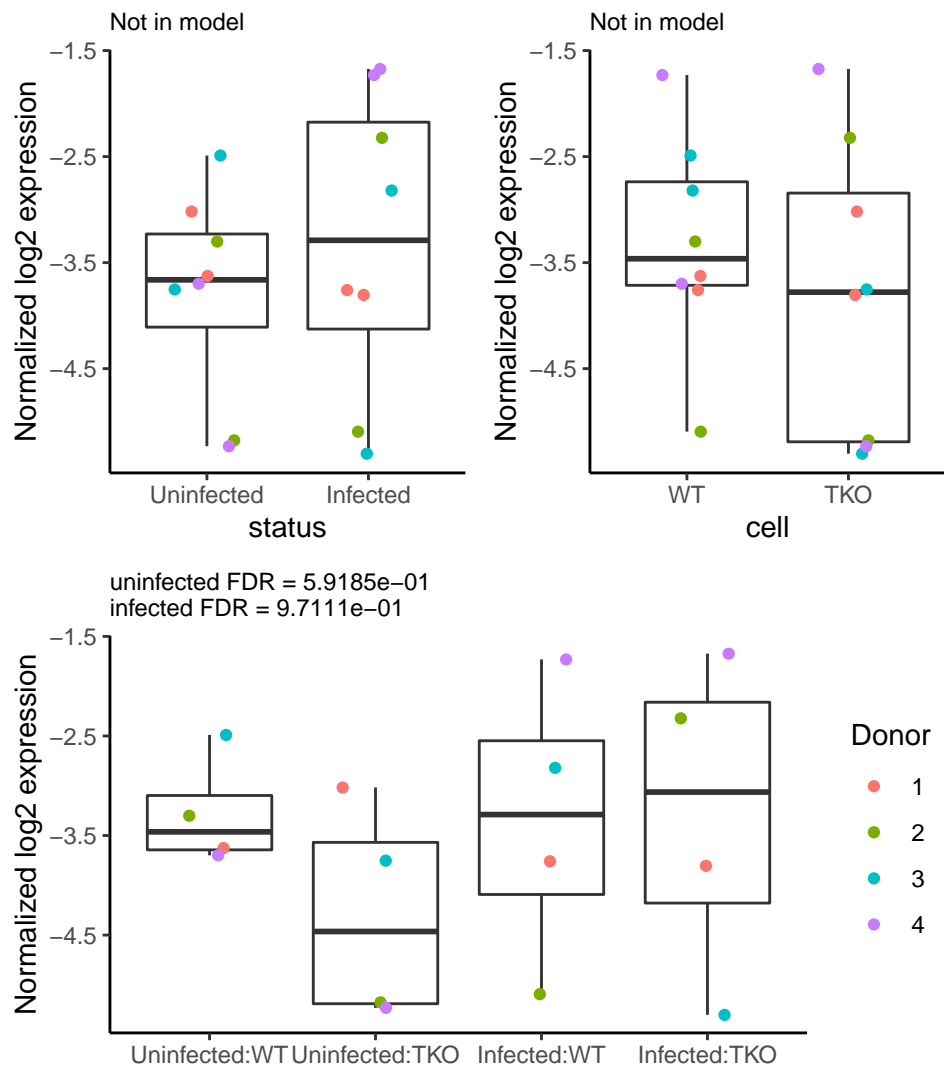 Not in model
Normalized log2 expression
−1.5
−2.5
−3.5
−4.5
Uninfected Infected
status
Not in model
Normalized log2 expression
−1.5
−2.5
−3.5
−4.5
WT TKO
cell
uninfected FDR = 5.9185e−01
infected FDR = 9.7111e−01
Normalized log2 expression
−1.5
−2.5
−3.5
−4.5
Uninfected:WT Uninfected:TKO Infected:WT Infected:TKO
Donor
1
2
3
4